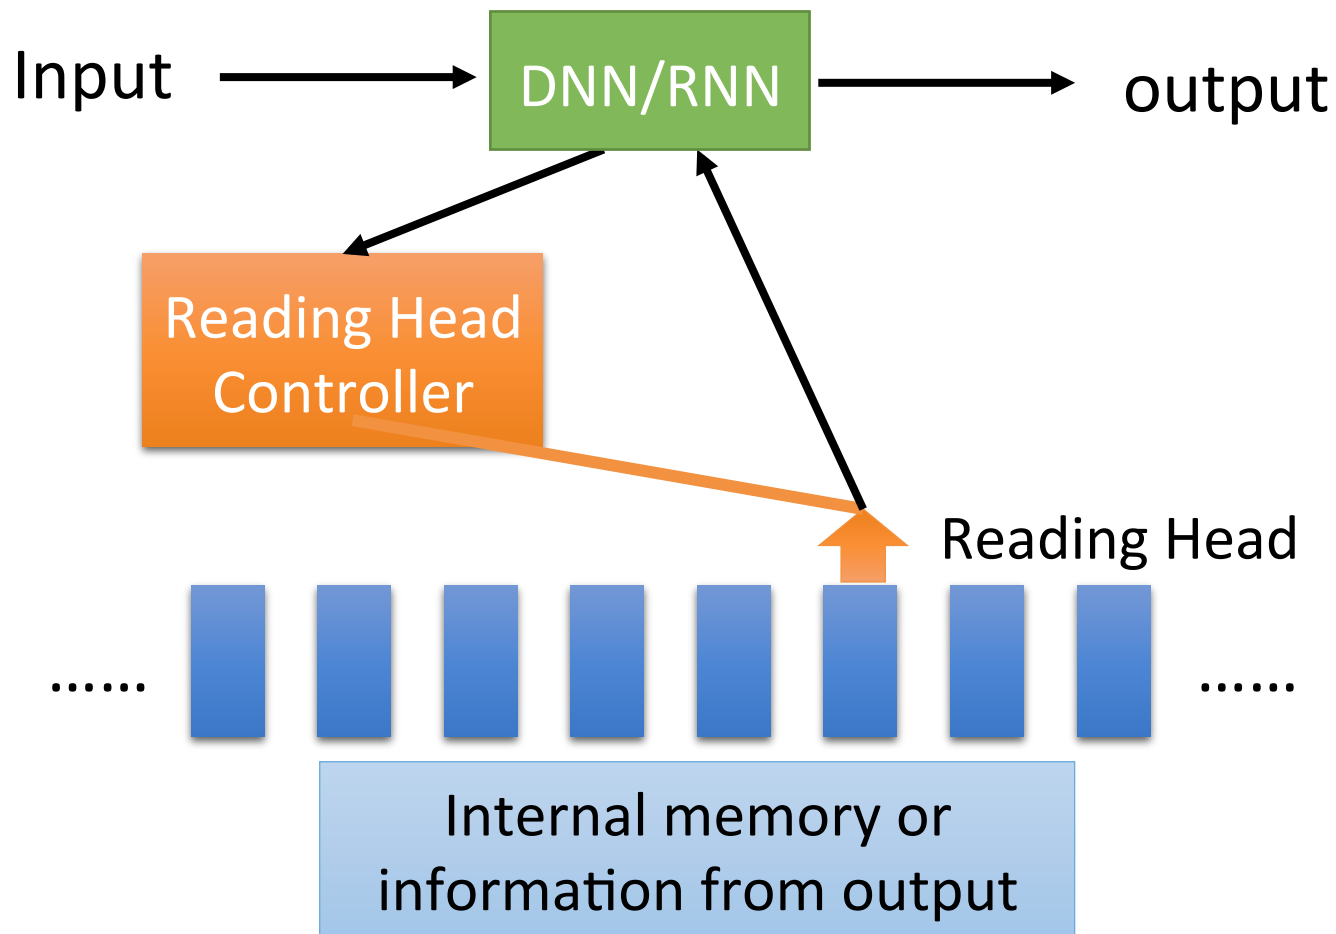 Input
DNN/RNN
output
Reading Head
Controller
Reading Head
……
……
Internal memory or
information from output